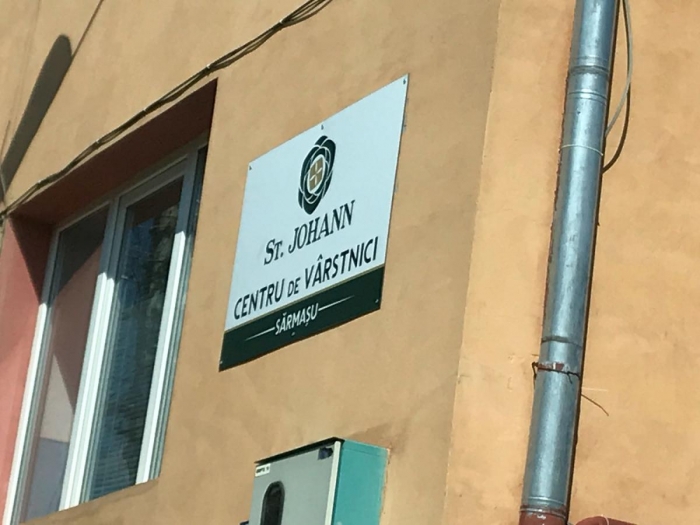 St. JOHANN
CENTRU DE VÂRSTNICI
SĂRMAȘU